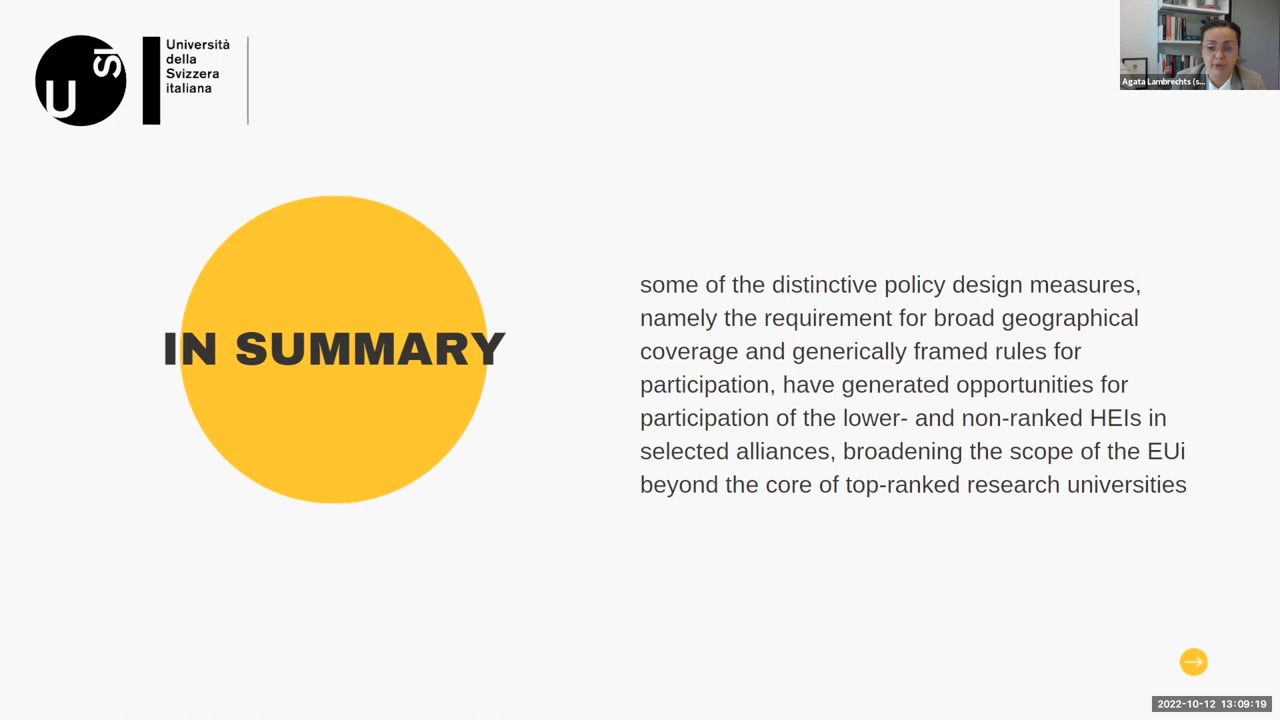 USI
Università
della
Svizzera
italiana
Agata Lambrechts (s...
IN SUMMARY
some of the distinctive policy design measures,
namely the requirement for broad geographical
coverage and generically framed rules for
participation, have generated opportunities for
participation of the lower- and non-ranked HEIs in
selected alliances, broadening the scope of the EUi
beyond the core of top-ranked research universities
2022-10-12 13:09:19